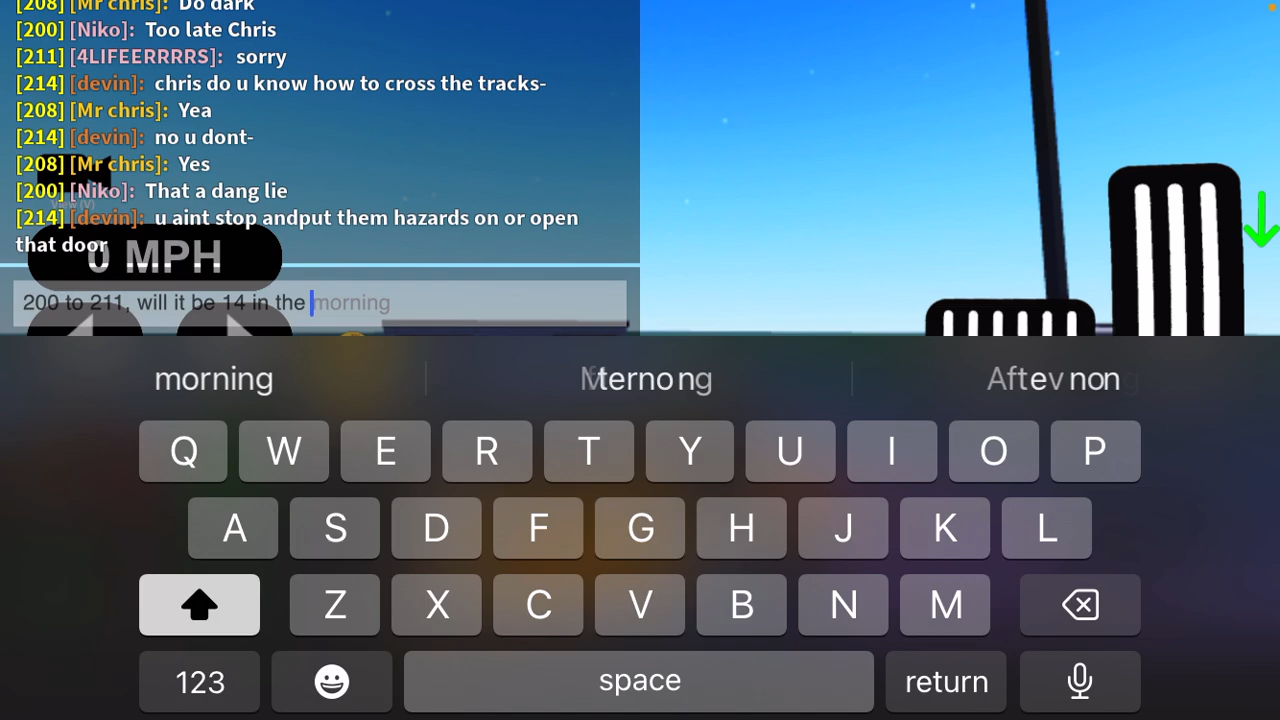 [208] [Mr chris]: Do dark
[200] [Niko]: Too late Chris
[211] [4LIFEERRRRS]: sorry
[214] [devin]: chris do u know how to cross the tracks-
[208] [Mr chris]: Yea
[214] [devin]: no u dont-
[208] [Mr chris]: Yes
[200] [Niko]: That a dang lie
[214] [devin]: u aint stop andput them hazards on or open
that door
View (V)
0 MPH
200 to 211, will it be 14 in the morning
morning
Q W E R T Y U I O P
A S D F G H J K L
Z X C V B N M
123 space return